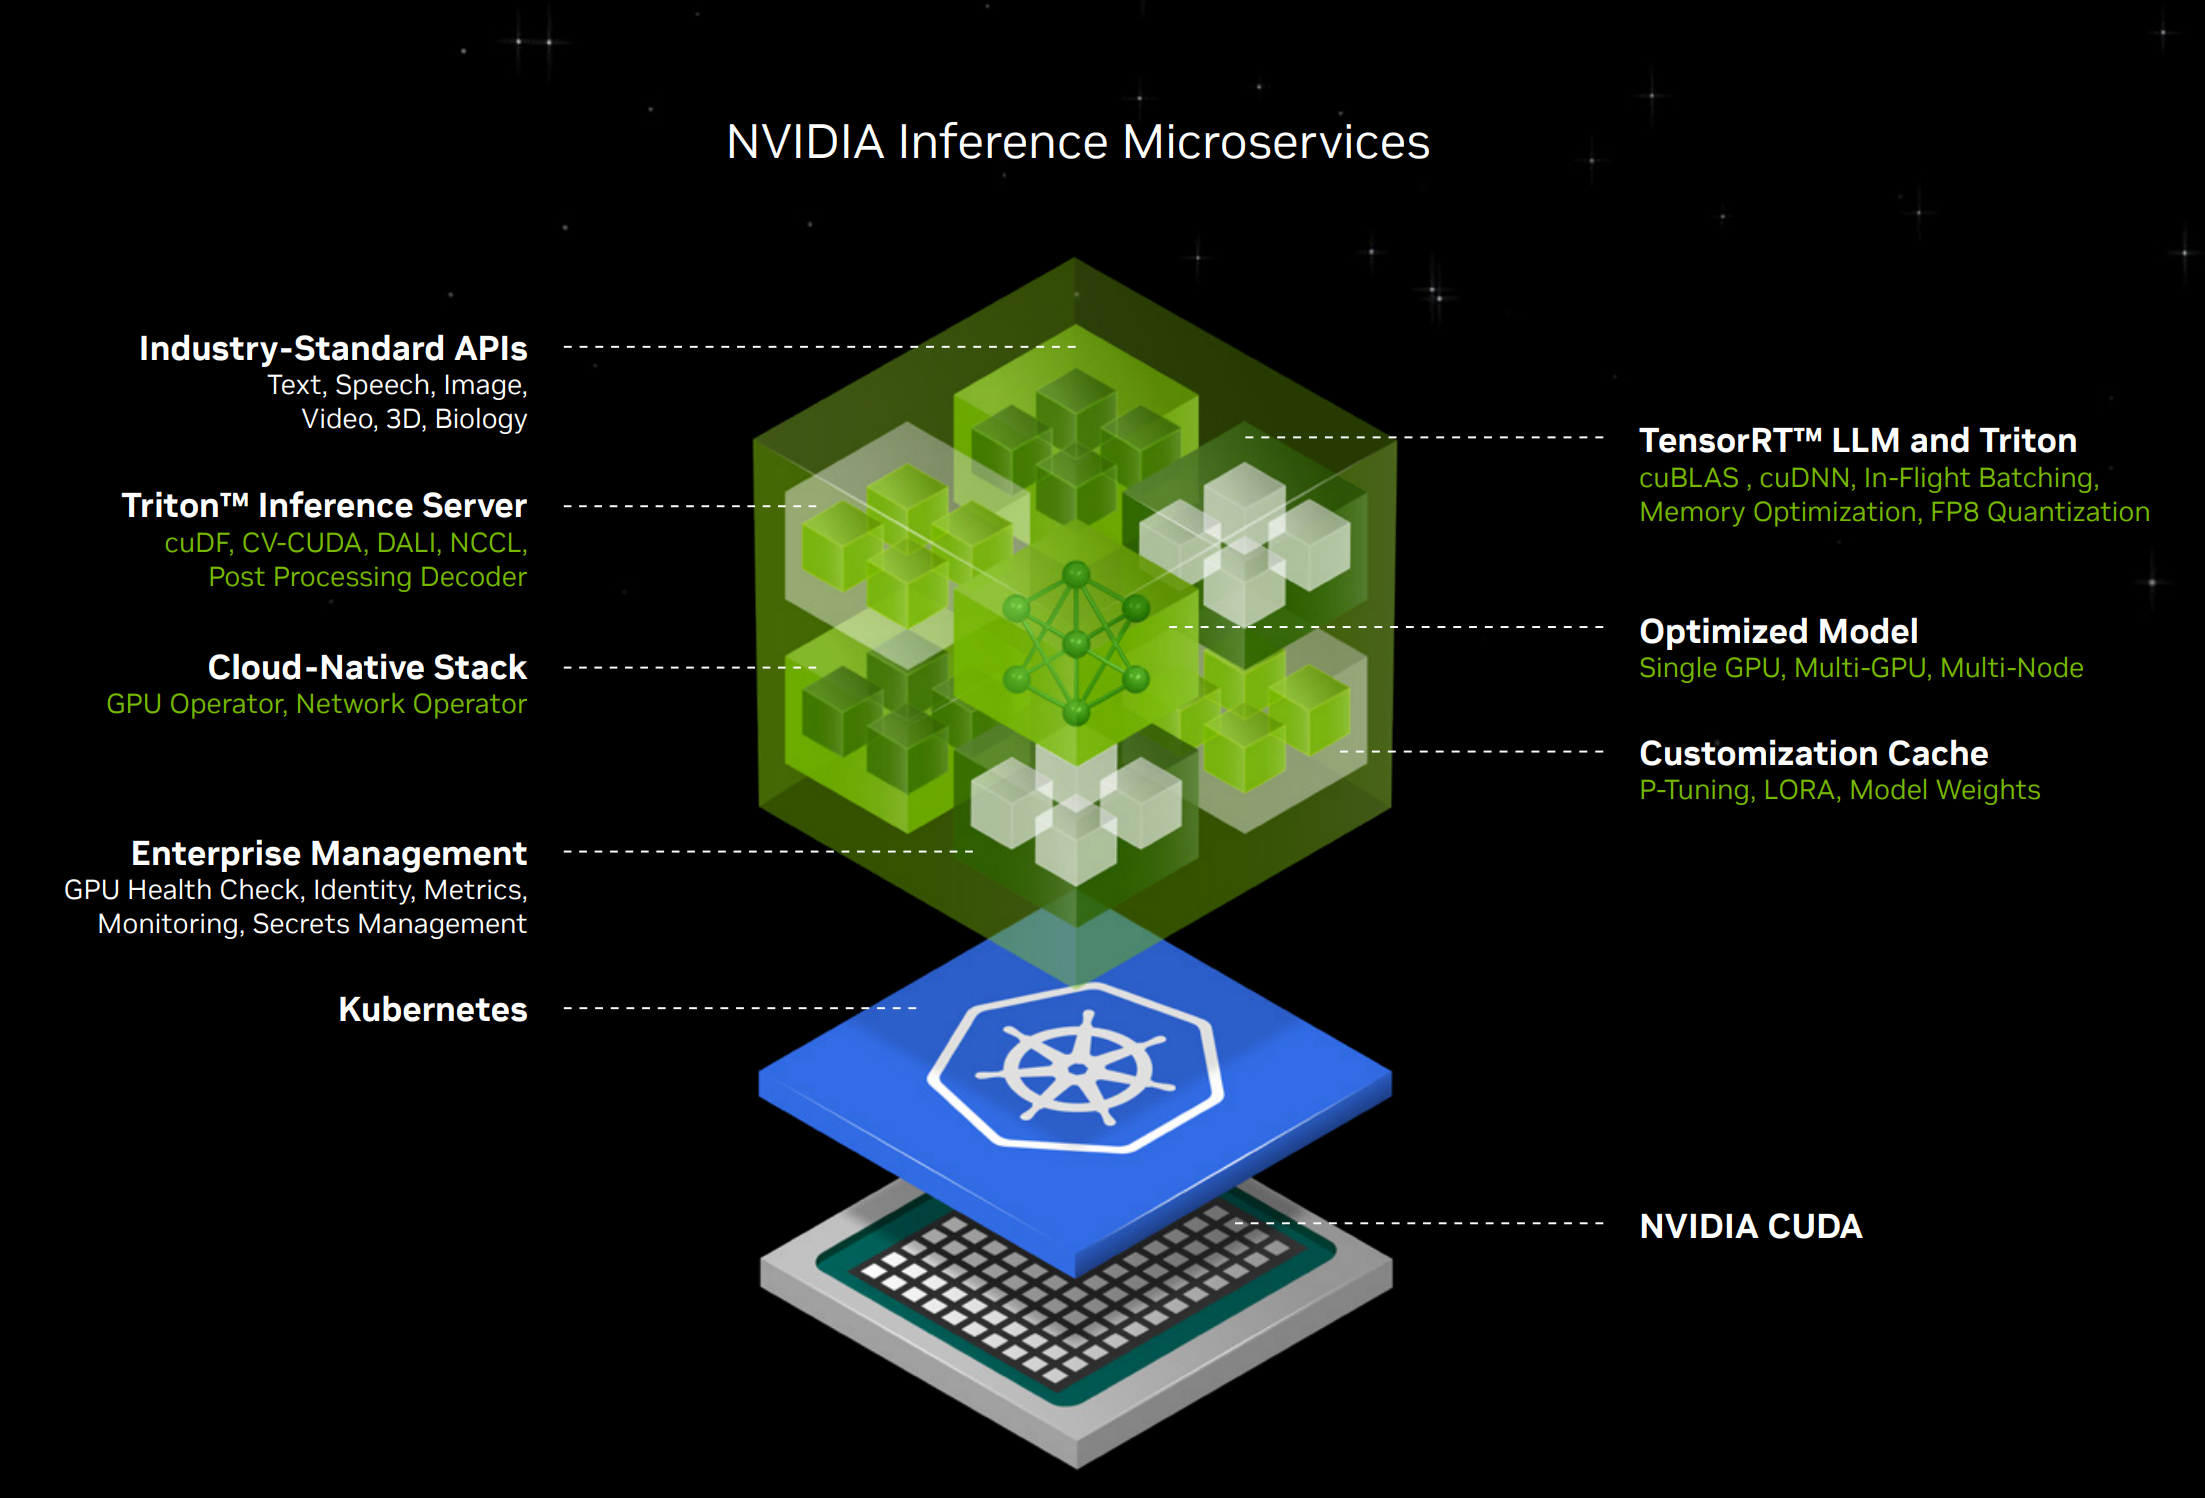 NVIDIA Inference Microservices
Industry-Standard APIs
Text, Speech, Image,
Video, 3D, Biology
Triton™ Inference Server
cuDF, CV-CUDA, DALI, NCCL,
Post Processing Decoder
Cloud-Native Stack
GPU Operator, Network Operator
Enterprise Management
GPU Health Check, Identity, Metrics,
Monitoring, Secrets Management
Kubernetes
TensorRT™ LLM and Triton
cuBLAS , cuDNN, In-Flight Batching,
Memory Optimization, FP8 Quantization
Optimized Model
Single GPU, Multi-GPU, Multi-Node
Customization Cache
P-Tuning, LORA, Model Weights
NVIDIA CUDA